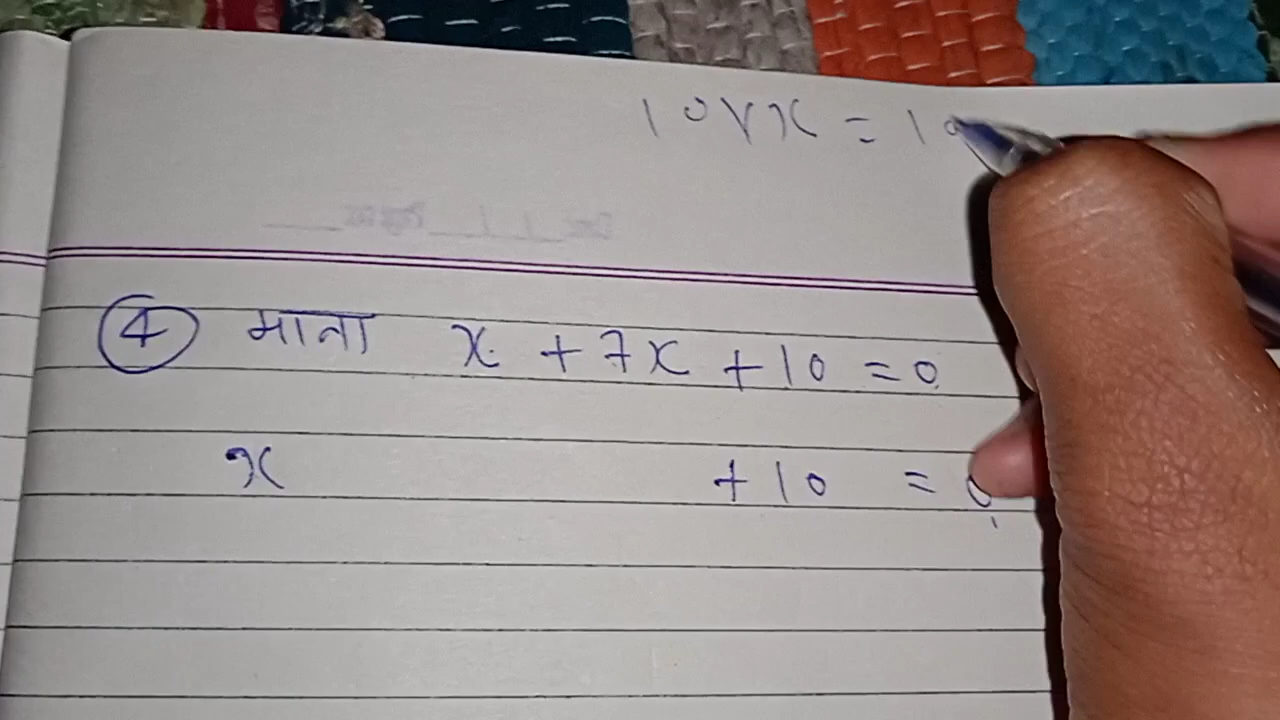 10 x x = 10
④ माना x + 7x + 10 = 0
x + 10 = 0